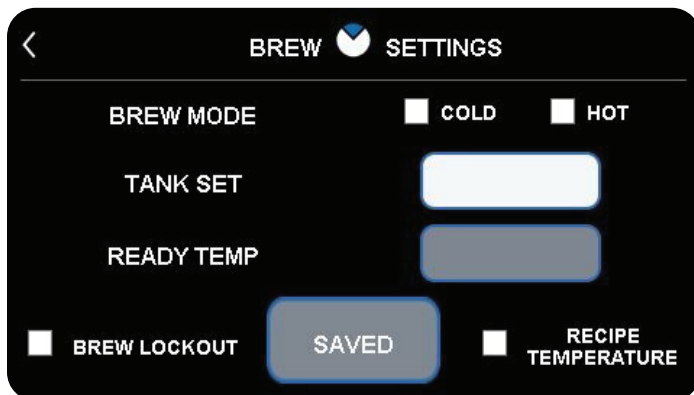 BREW SETTINGS
BREW MODE COLD HOT
TANK SET
READY TEMP
BREW LOCKOUT SAVED RECIPE
TEMPERATURE